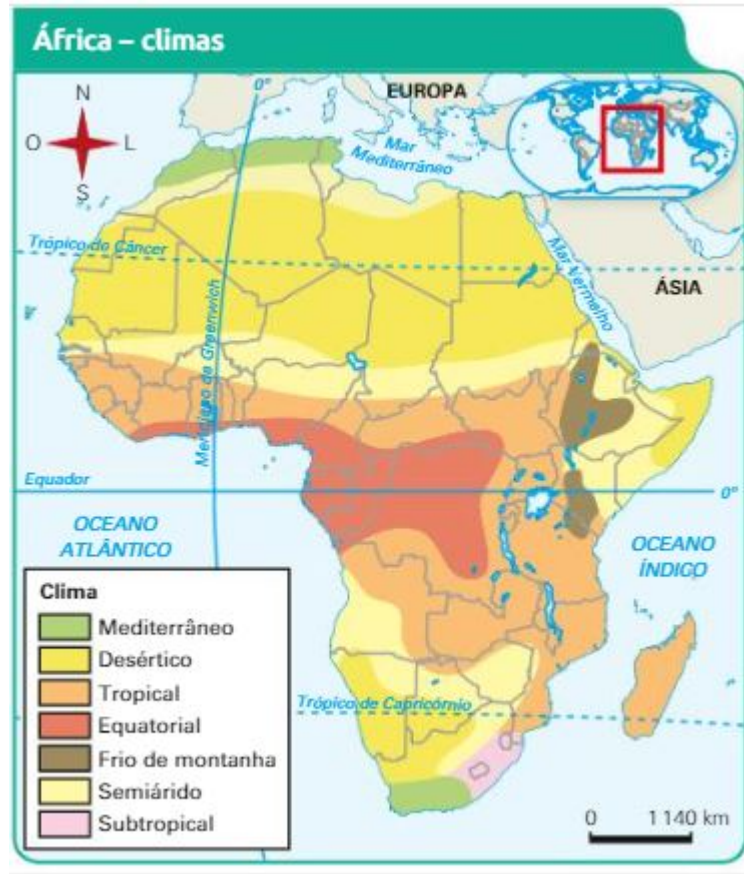 África – climas
N
O
L
S
0°
EUROPA
Mar
Mediterrâneo
Trópico de Câncer
Mar Vermelho
ÁSIA
Meridiano de Greenwich
Equador
0°
OCEANO
ATLÂNTICO
OCEANO
ÍNDICO
Clima
Mediterrâneo
Desértico
Tropical
Equatorial
Frio de montanha
Semiárido
Subtropical
Trópico de Capricórnio
0
1 140 km